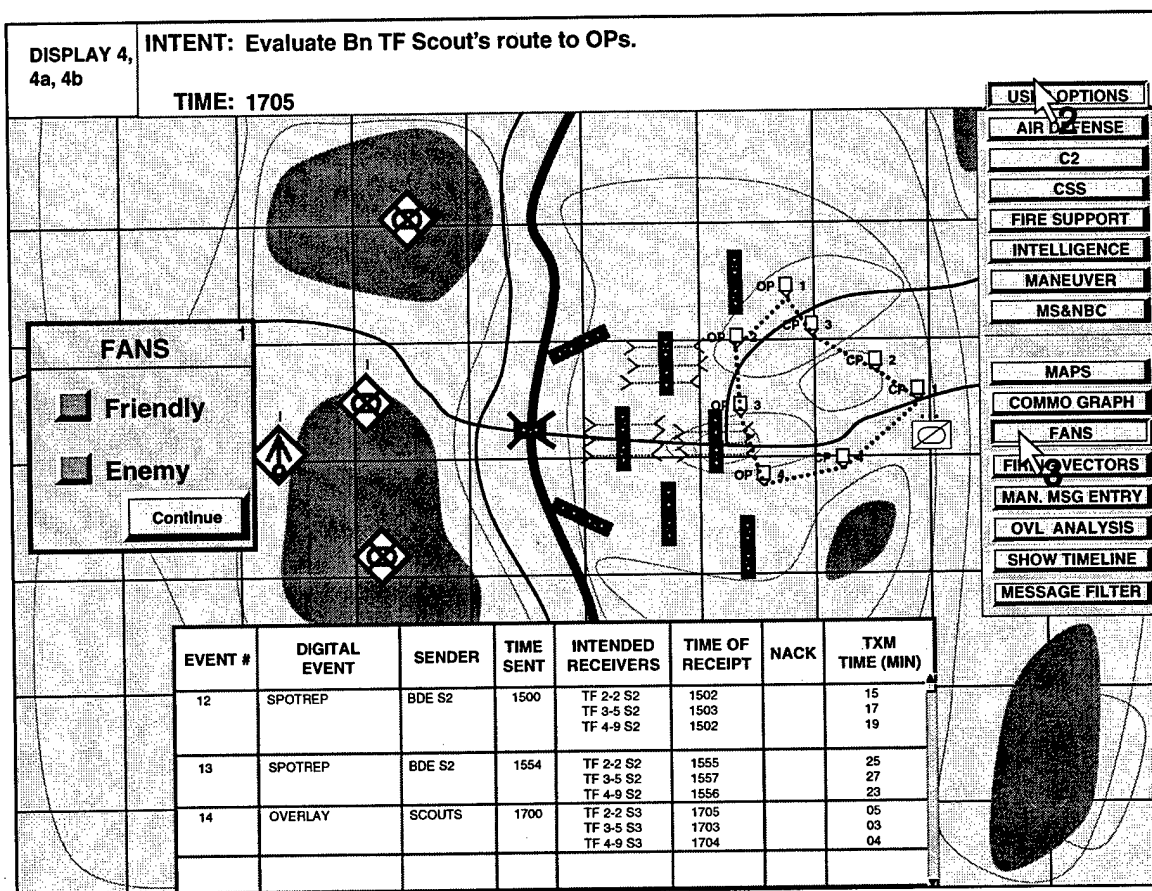 DISPLAY 4,
4a, 4b
INTENT: Evaluate Bn TF Scout's route to OPs.
TIME: 1705
OPTIONS
2
AIR DEFENSE
C2
CSS
FIRE SUPPORT
INTELLIGENCE
MANEUVER
MS&NBC
MAPS
COMMO GRAPH
FANS
3
FIRING VECTORS
MAN. MSG ENTRY
OVL ANALYSIS
SHOW TIMELINE
MESSAGE FILTER
FANS 1
Friendly
Enemy
Continue
I
I
OP 1
CP 3
OP 2
CP 2
CP 1
OP 3
CP 4
OP 4
EVENT # DIGITAL EVENT SENDER TIME SENT INTENDED RECEIVERS TIME OF RECEIPT NACK TXM TIME (MIN)
12 SPOTREP BDE S2 1500 TF 2-2 S2 1502 15
TF 3-5 S2 1503 17
TF 4-9 S2 1502 19
13 SPOTREP BDE S2 1554 TF 2-2 S2 1555 25
TF 3-5 S2 1557 27
TF 4-9 S2 1556 23
14 OVERLAY SCOUTS 1700 TF 2-2 S3 1705 05
TF 3-5 S3 1703 03
TF 4-9 S3 1704 04